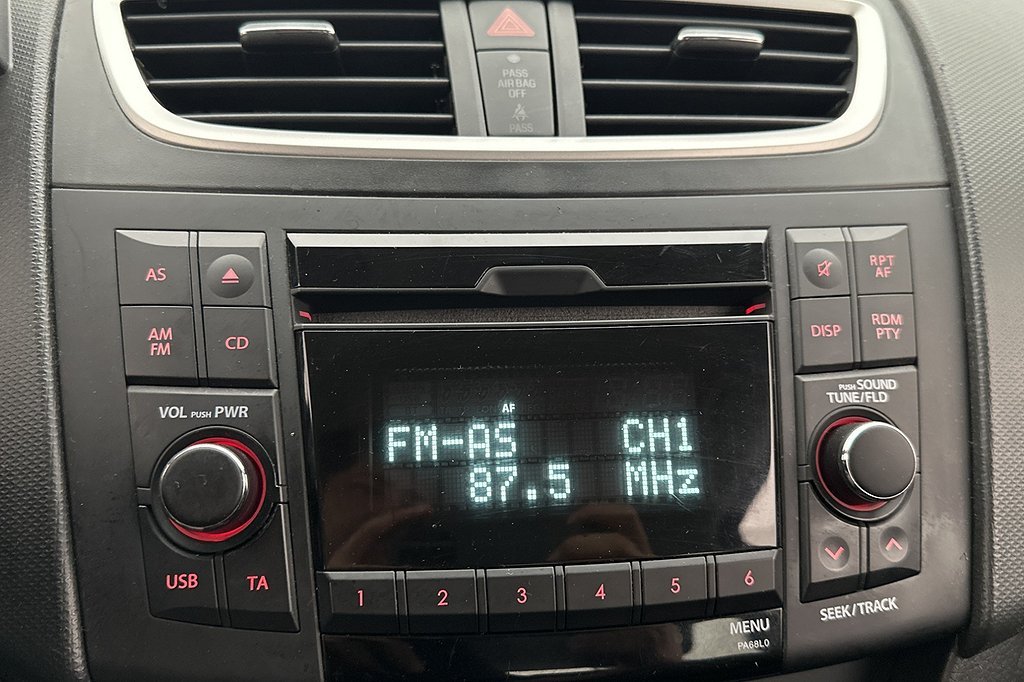 PASS
AIR BAG
OFF
PASS
AS
RPT
AF
AM
FM
CD
DISP
RDM
PTY
VOL PUSH PWR
PUSH SOUND
TUNE/FLD
AF
FM-AS CH1
87.5 MHz
USB
TA
1 2 3 4 5 6
SEEK/TRACK
MENU
PA68L0